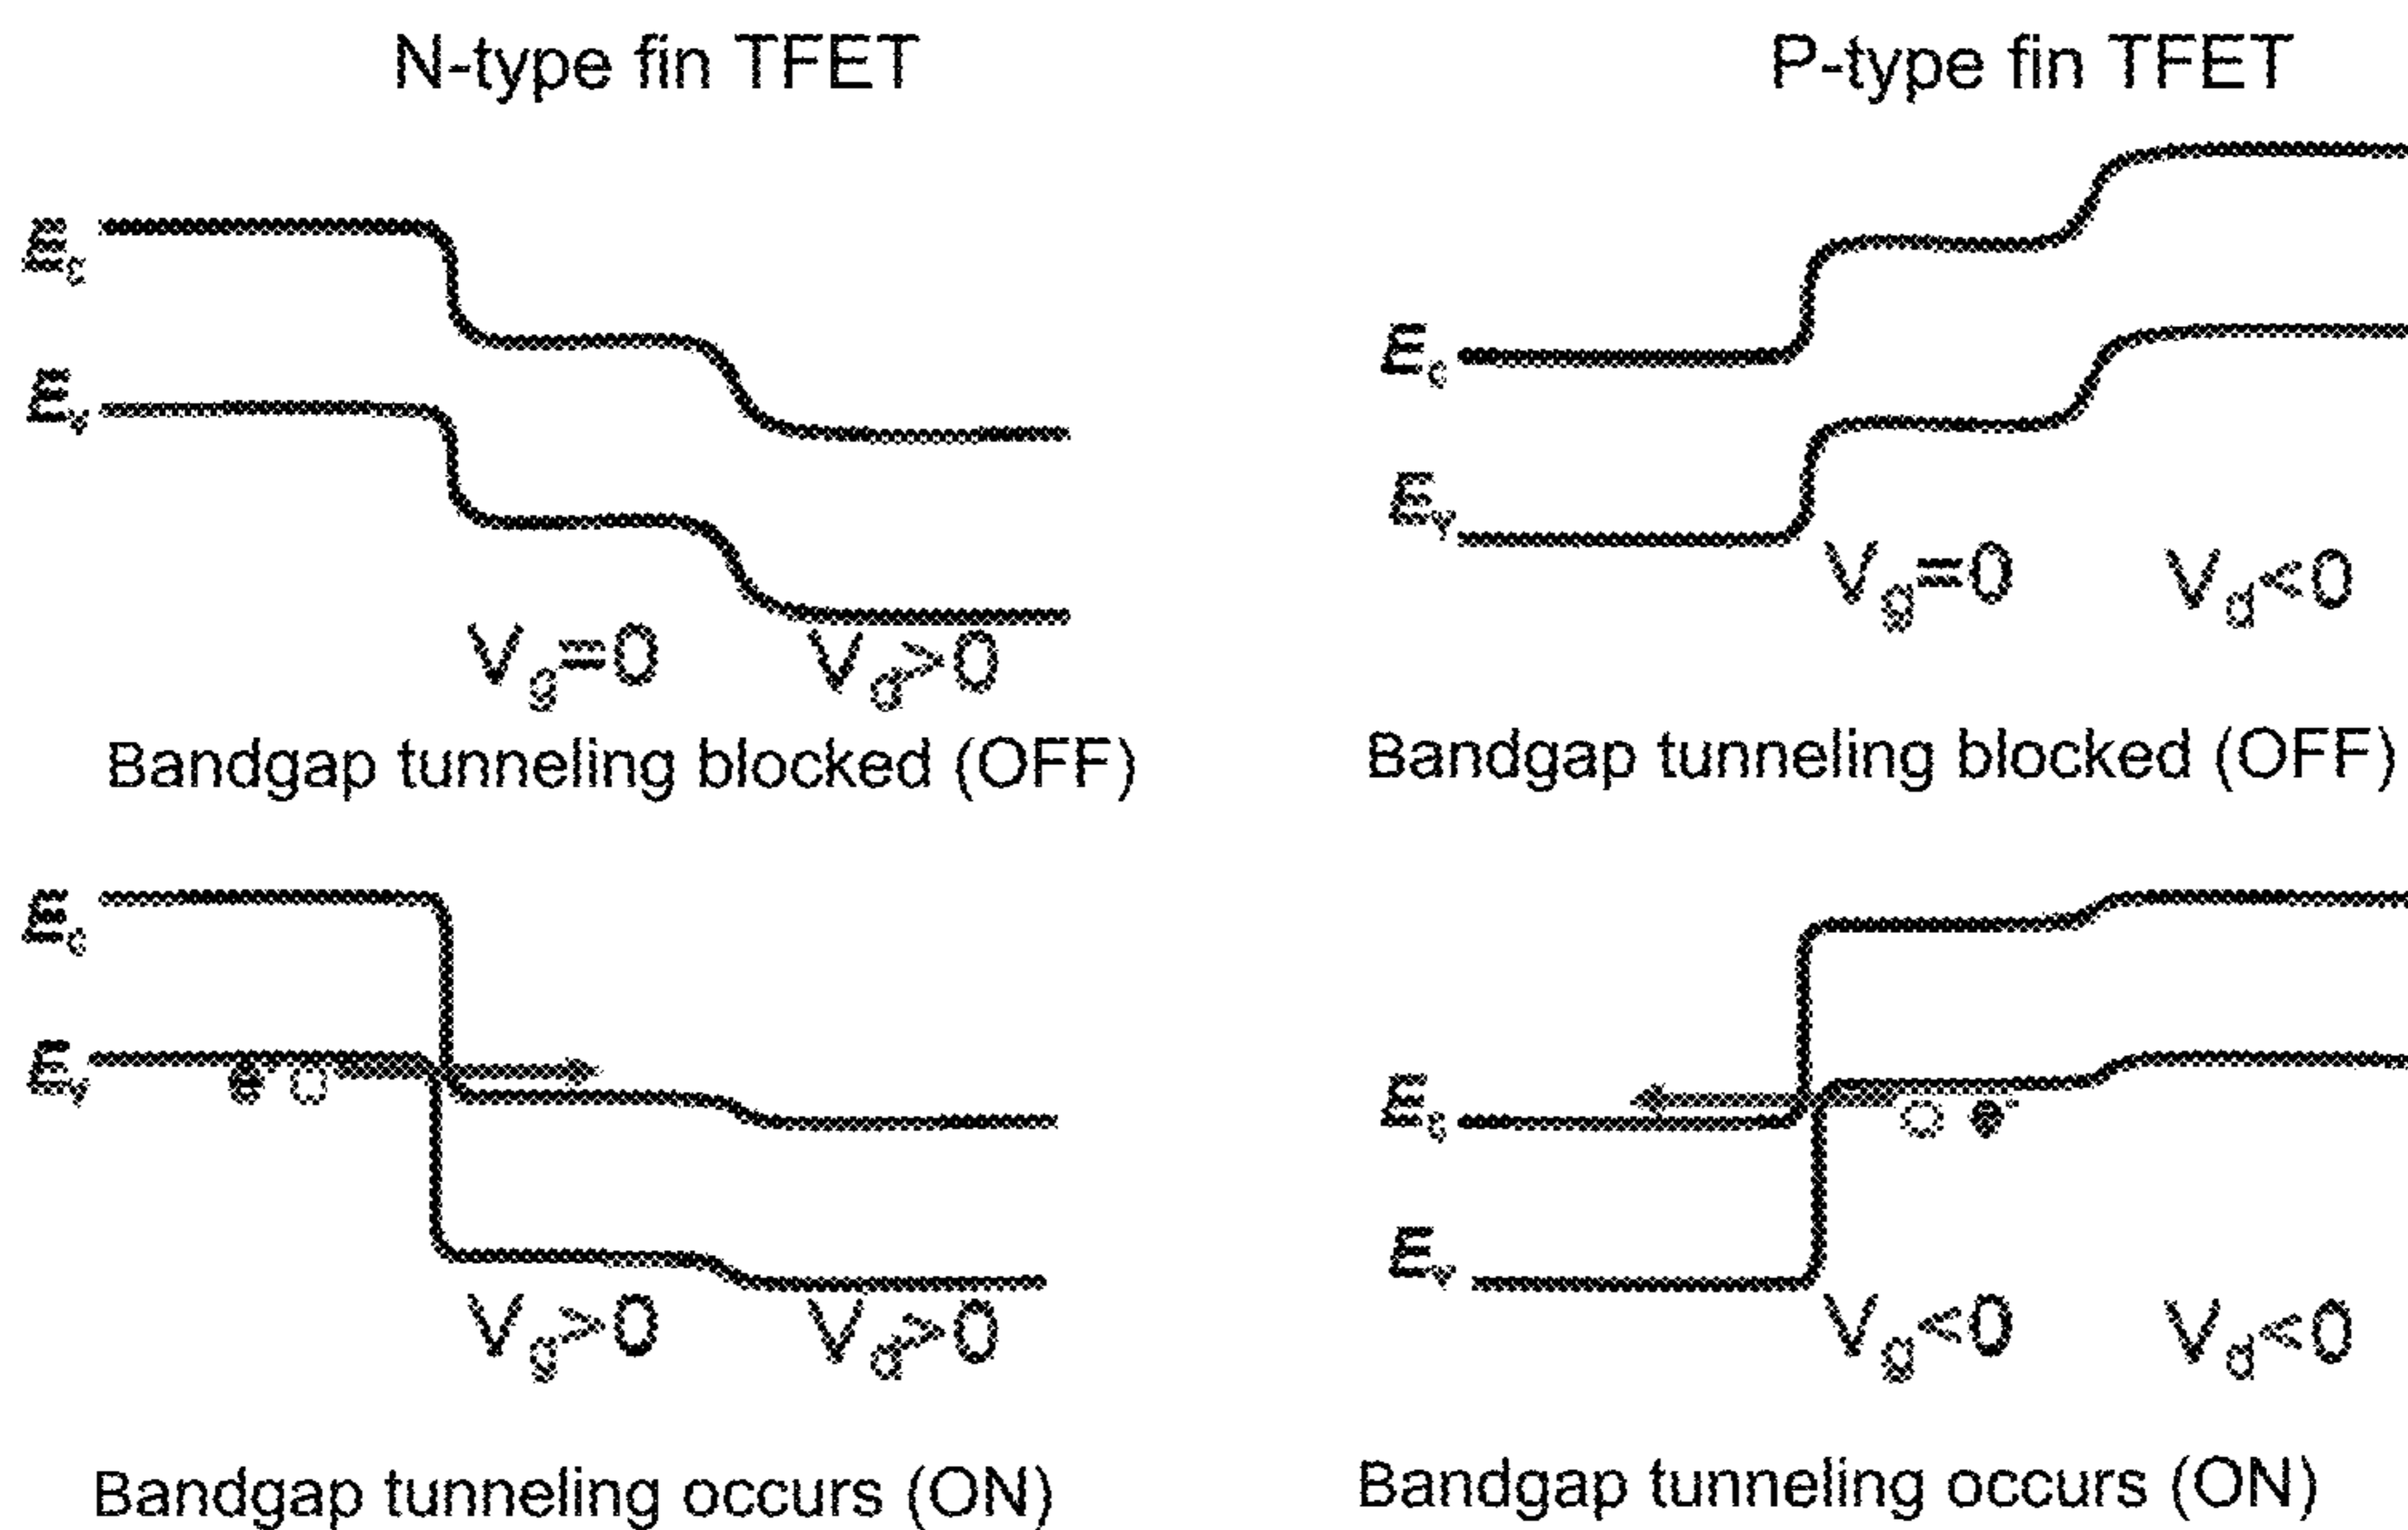 N-type fin TFET
P-type fin TFET
Ec
Ev
Vg=0
Vd>0
Bandgap tunneling blocked (OFF)
Ec
Ev
Vg=0
Vd<0
Bandgap tunneling blocked (OFF)
Ec
Ev
Vg>0
Vd>0
Bandgap tunneling occurs (ON)
Ec
Ev
Vg<0
Vd<0
Bandgap tunneling occurs (ON)